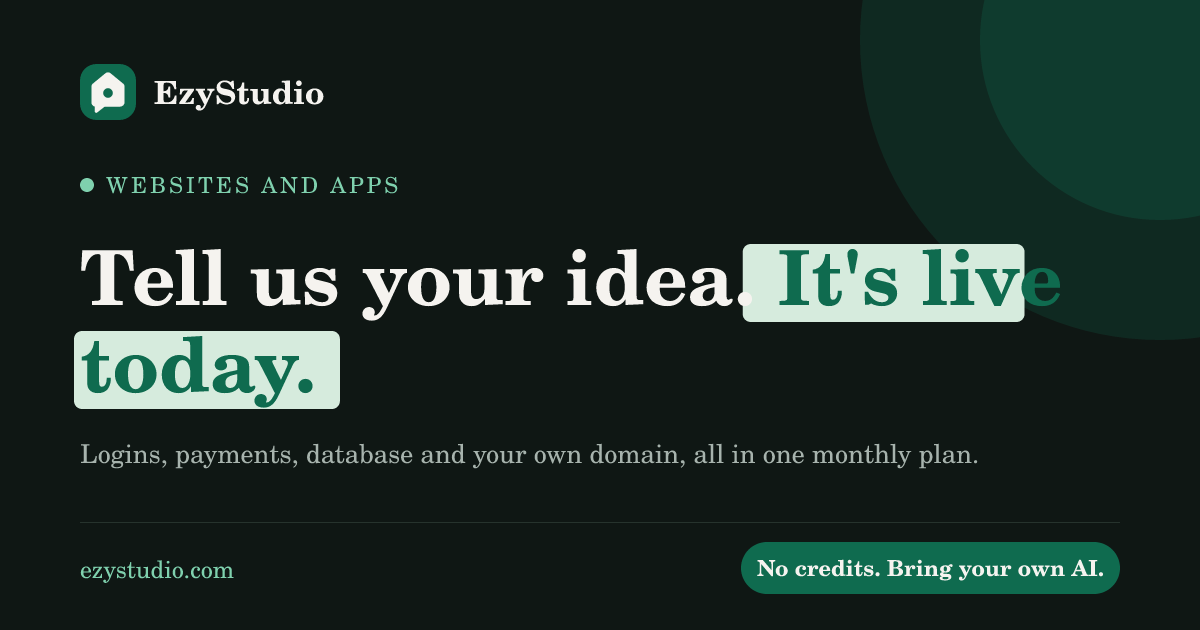 EzyStudio
WEBSITES AND APPS
Tell us your idea. It's live
today.
Logins, payments, database and your own domain, all in one monthly plan.
ezystudio.com
No credits. Bring your own AI.